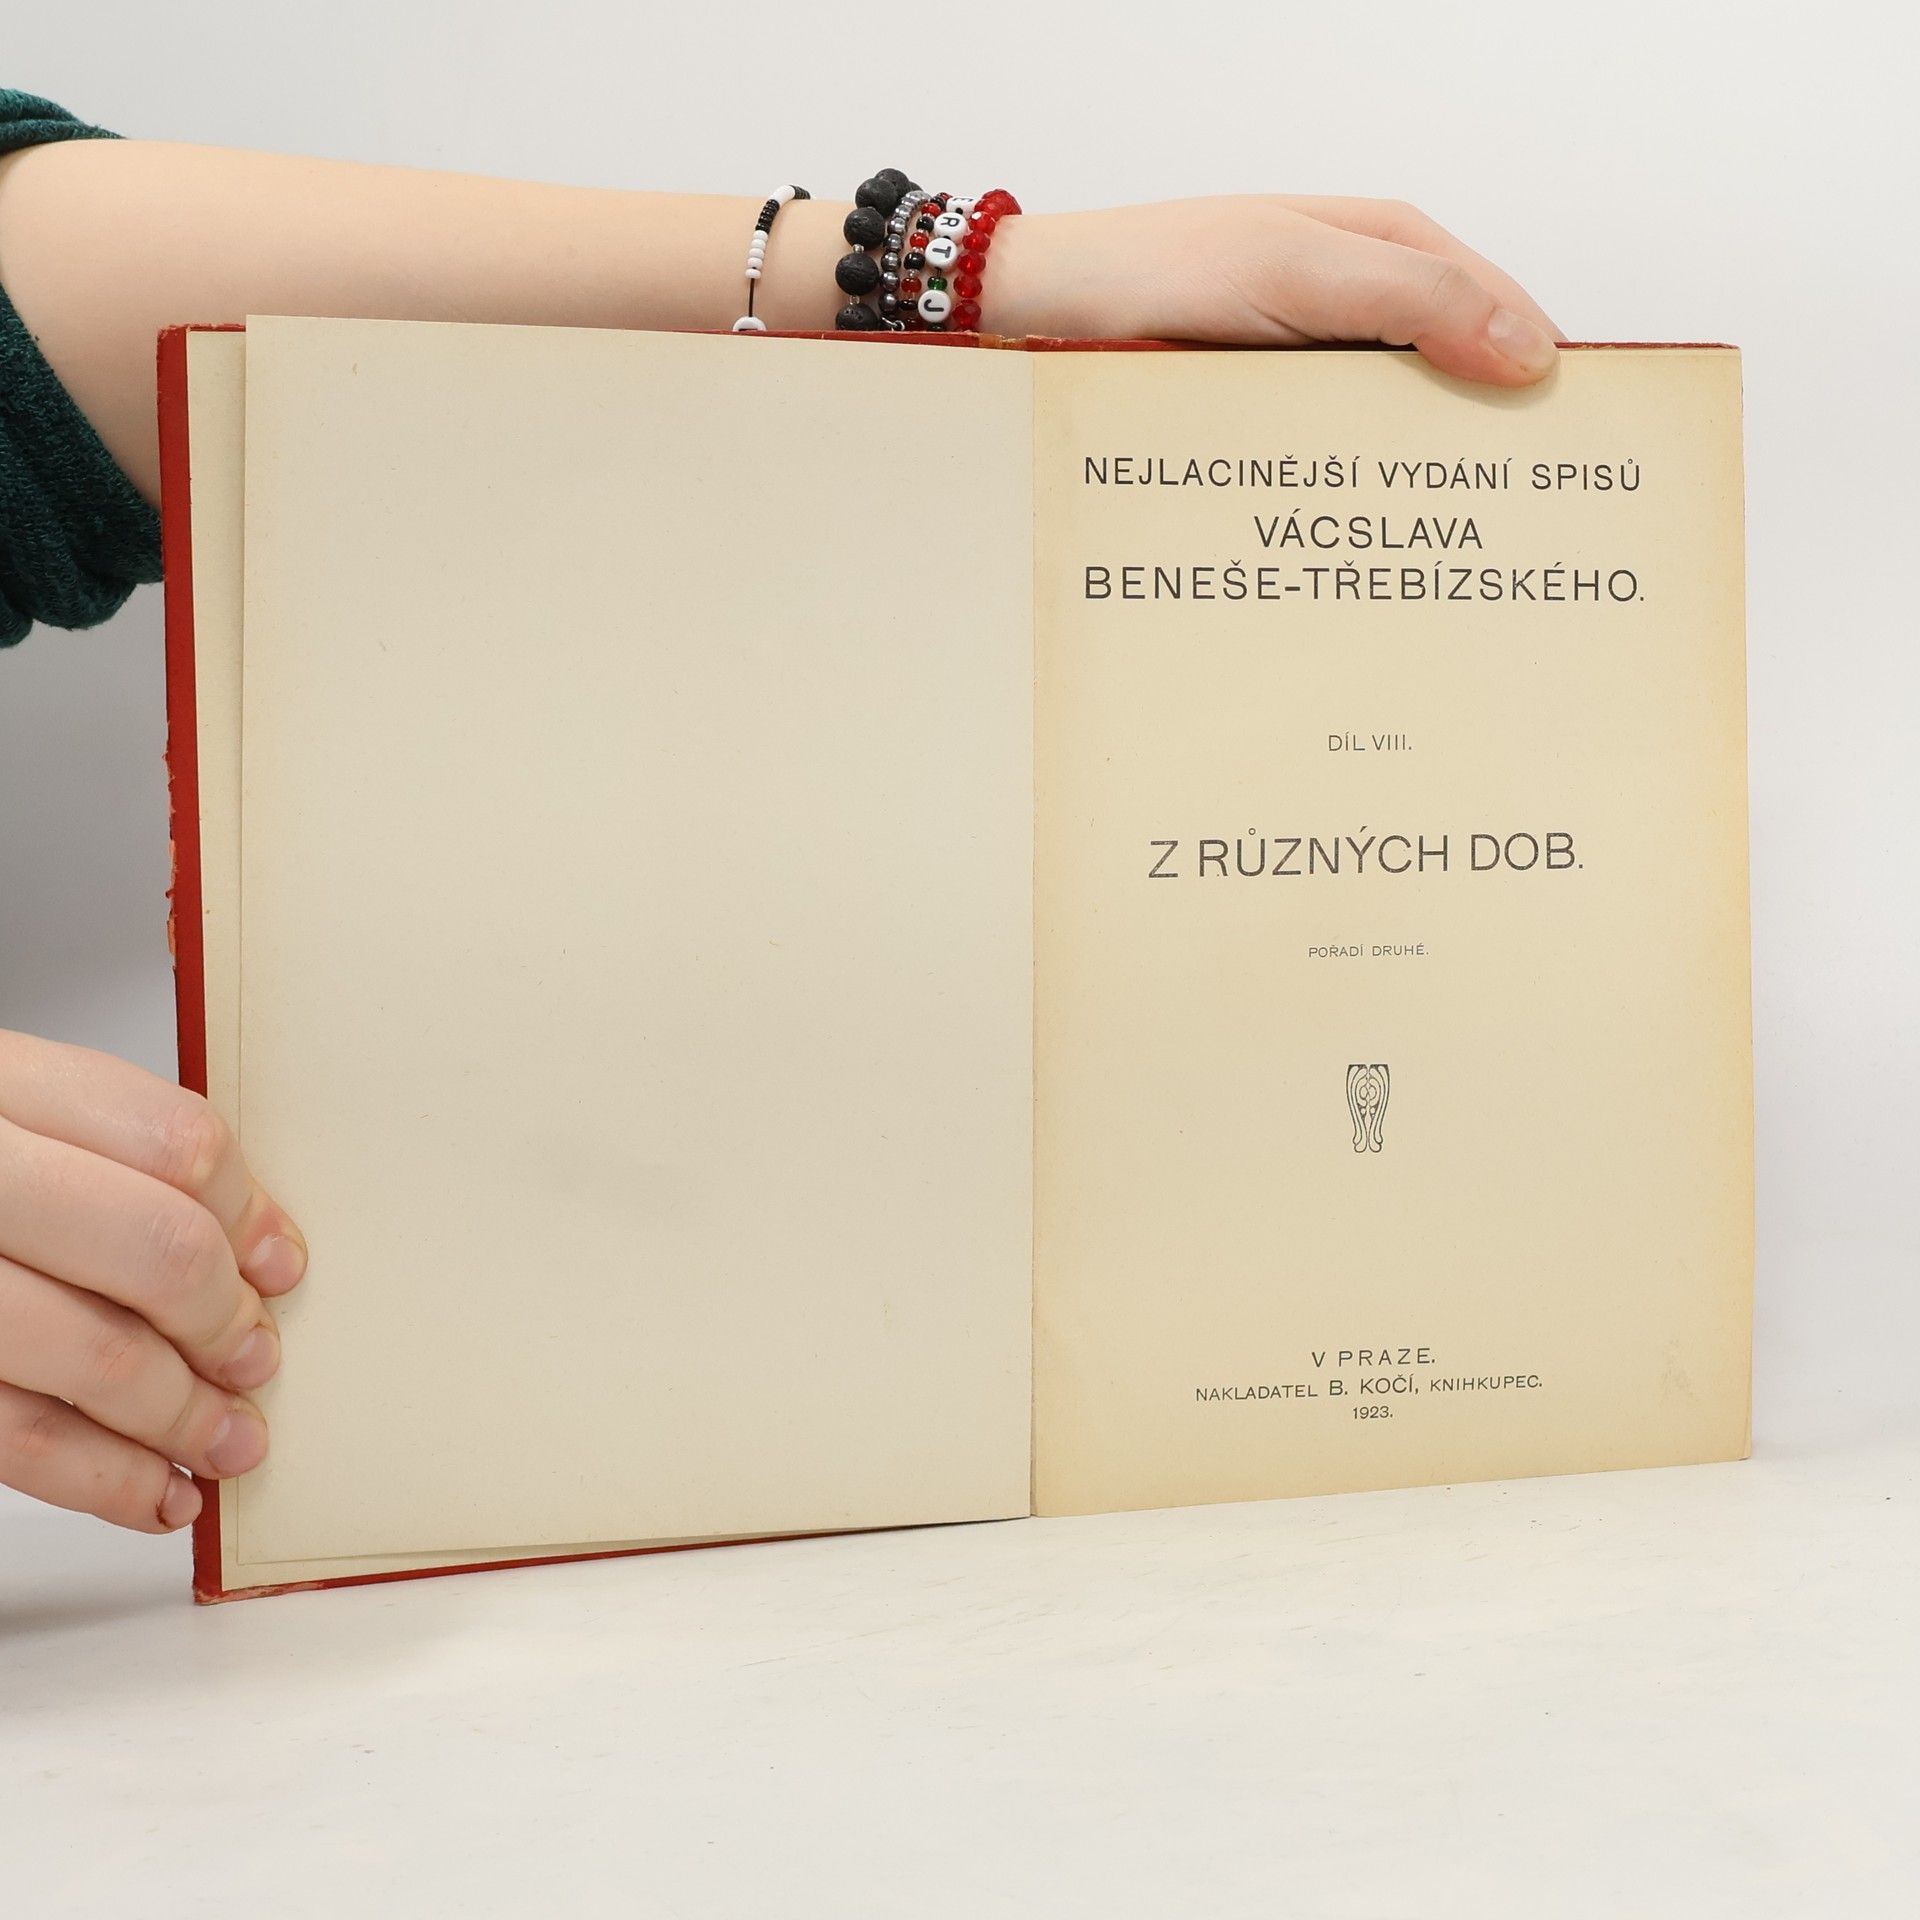 E
R
T
J
NEJLACINĚJŠÍ VYDÁNÍ SPISŮ
VÁCSLAVA
BENEŠE-TŘEBÍZSKÉHO.
DÍL VIII.
Z RŮZNÝCH DOB.
POŘADÍ DRUHÉ.
V PRAZE.
NAKLADATEL B. KOČÍ, KNIHKUPEC.
1923.